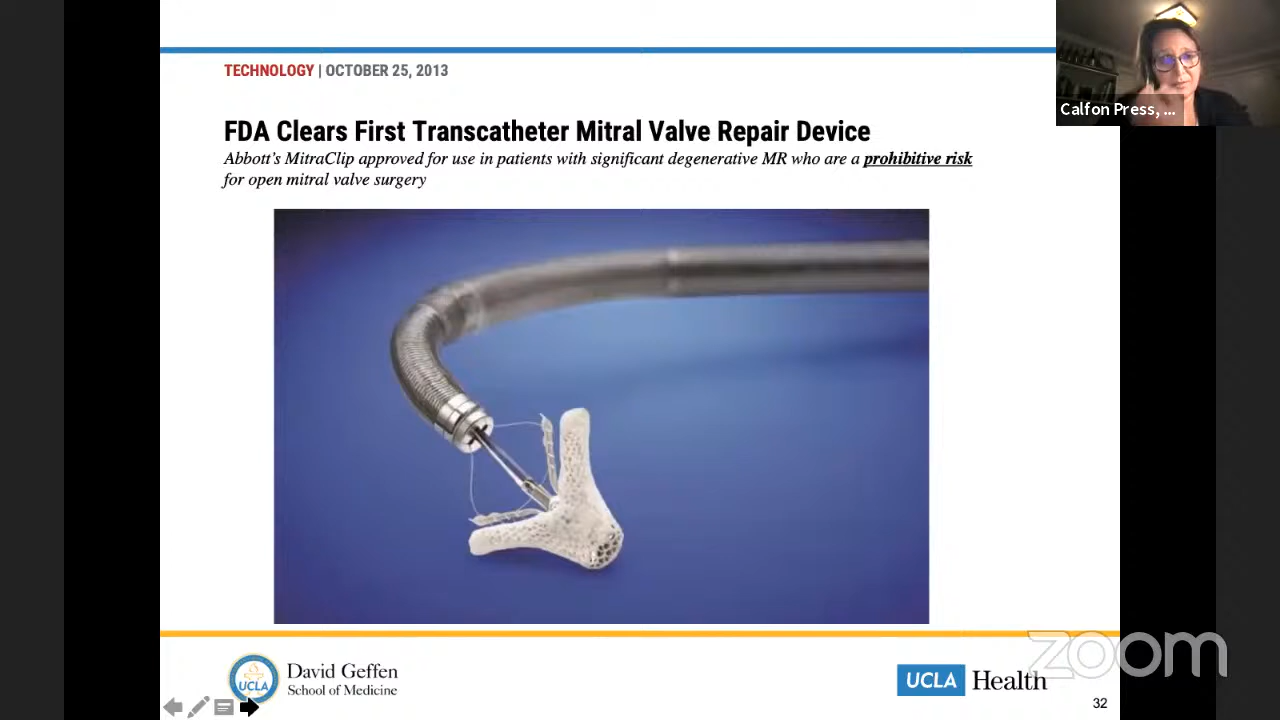 TECHNOLOGY | OCTOBER 25, 2013
Calfon Press, ...
FDA Clears First Transcatheter Mitral Valve Repair Device
Abbott's MitraClip approved for use in patients with significant degenerative MR who are a prohibitive risk
for open mitral valve surgery
UCLA
David Geffen
School of Medicine
UCLA Health
zoom
32